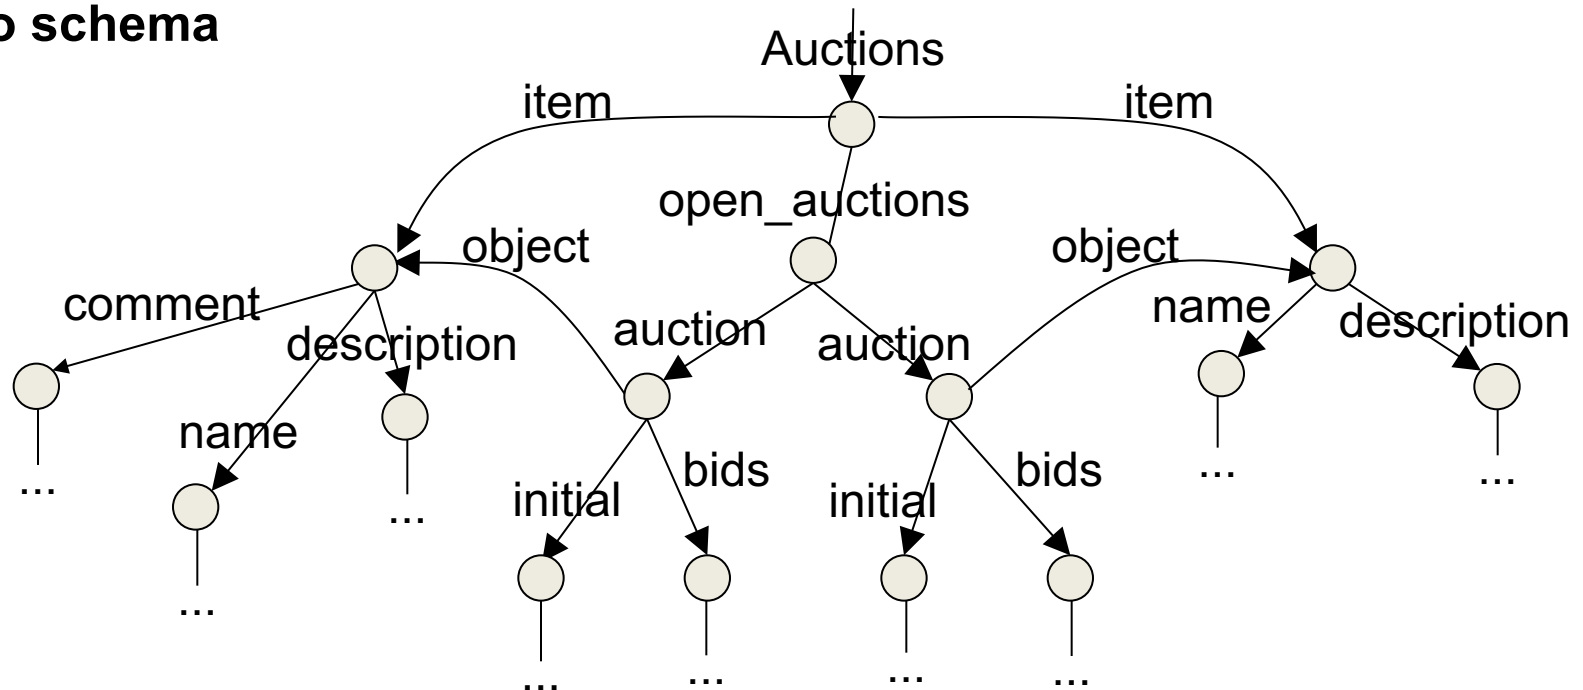 o schema
Auctions
item
item
open_auctions
object
object
comment
name
description
description
auction
auction
name
bids
bids
initial
initial
...
...
...
...
...
...
...
...
...